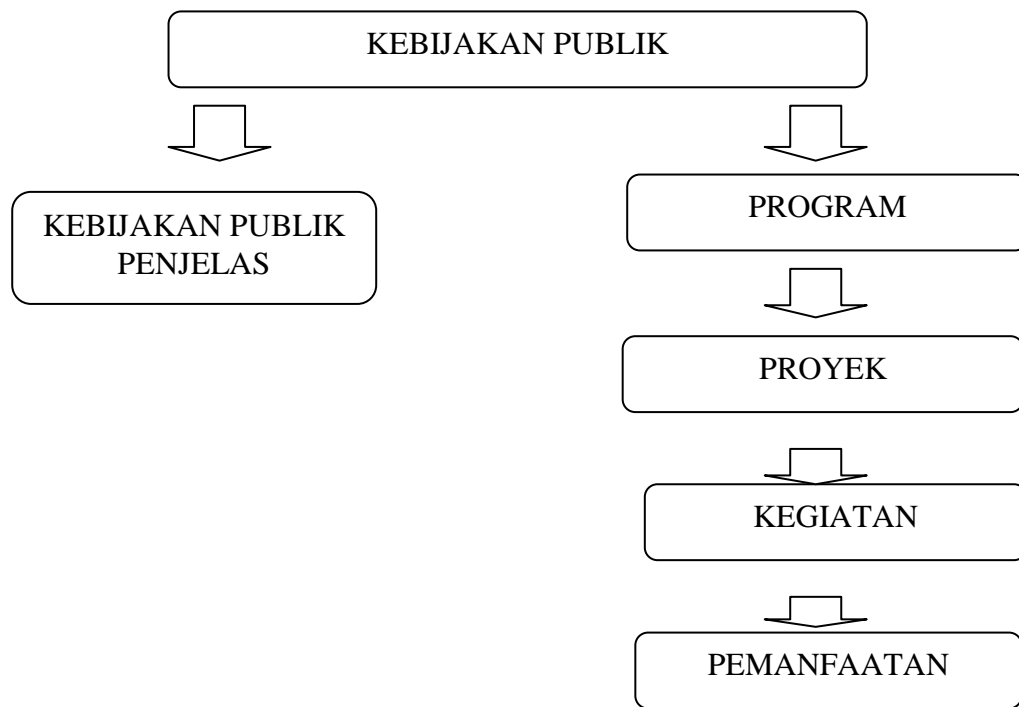 KEBIJAKAN PUBLIK
KEBIJAKAN PUBLIK
PENJELAS
PROGRAM
PROYEK
KEGIATAN
PEMANFAATAN